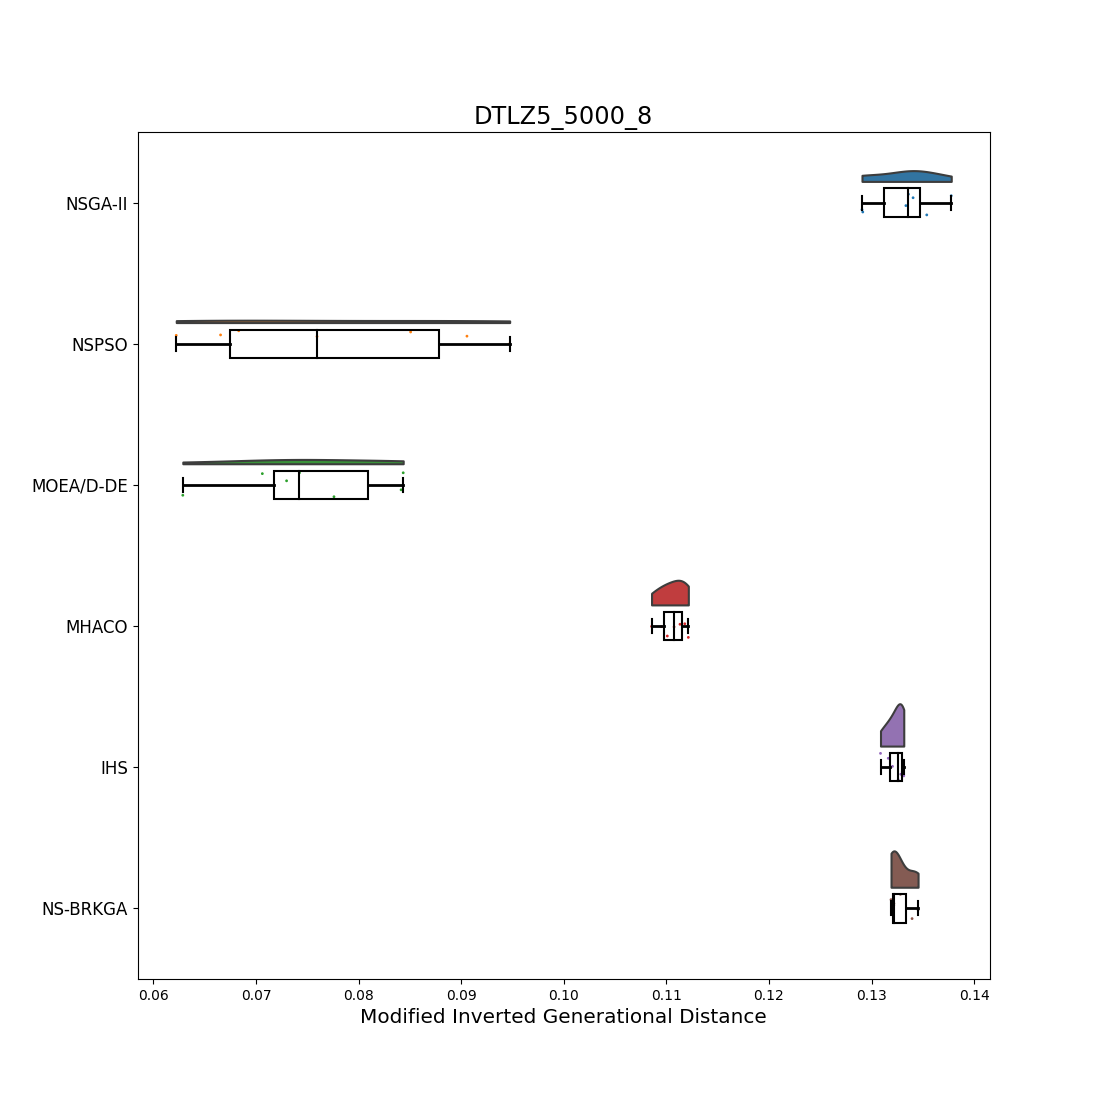 DTLZ5_5000_8
NSGA-II
NSPSO
MOEA/D-DE
MHACO
IHS
NS-BRKGA
0.06 0.07 0.08 0.09 0.10 0.11 0.12 0.13 0.14
Modified Inverted Generational Distance